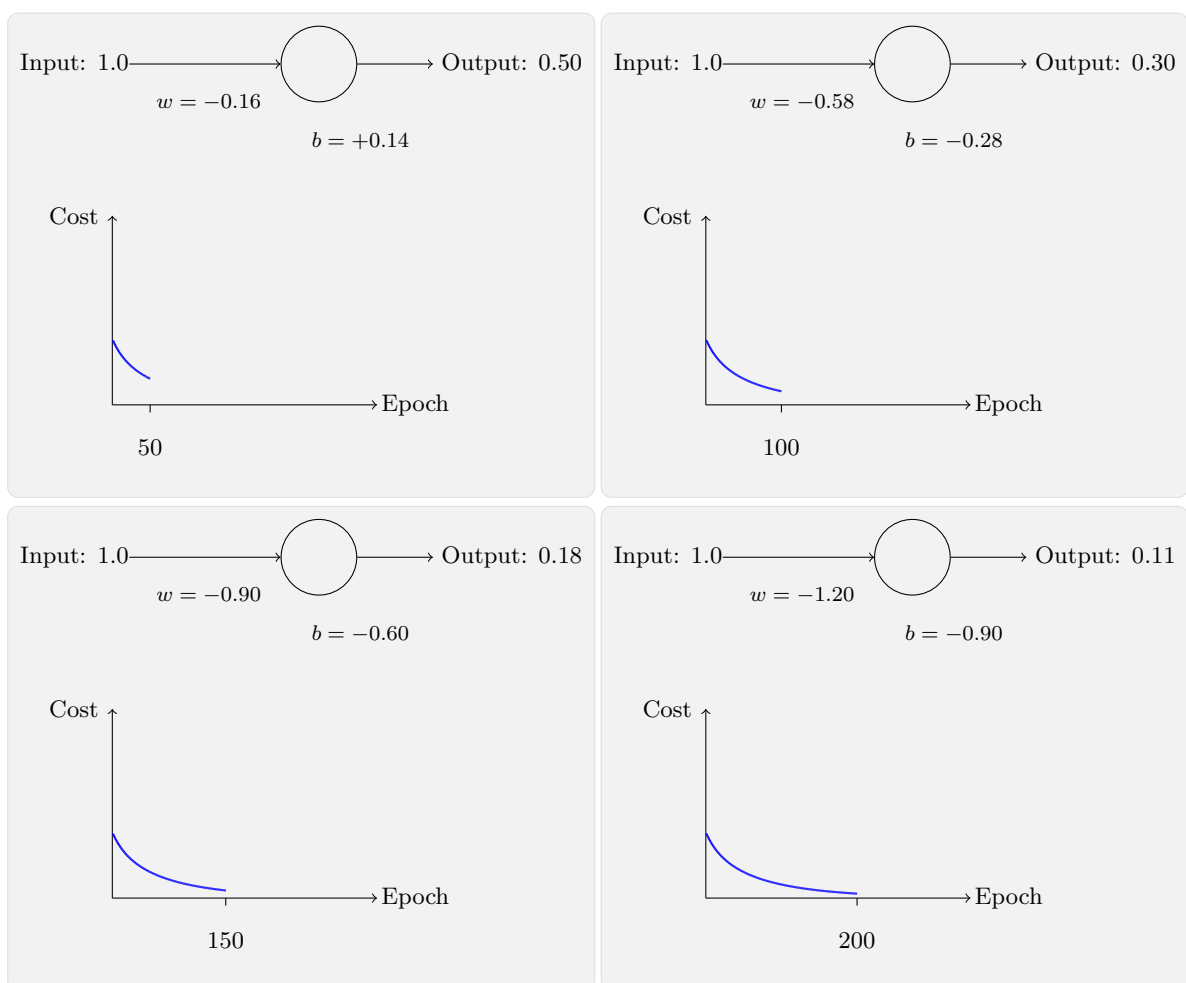 Input: 1.0
Output: 0.50
w = −0.16
b = +0.14
Cost
Epoch
50
Input: 1.0
Output: 0.30
w = −0.58
b = −0.28
Cost
Epoch
100
Input: 1.0
Output: 0.18
w = −0.90
b = −0.60
Cost
Epoch
150
Input: 1.0
Output: 0.11
w = −1.20
b = −0.90
Cost
Epoch
200